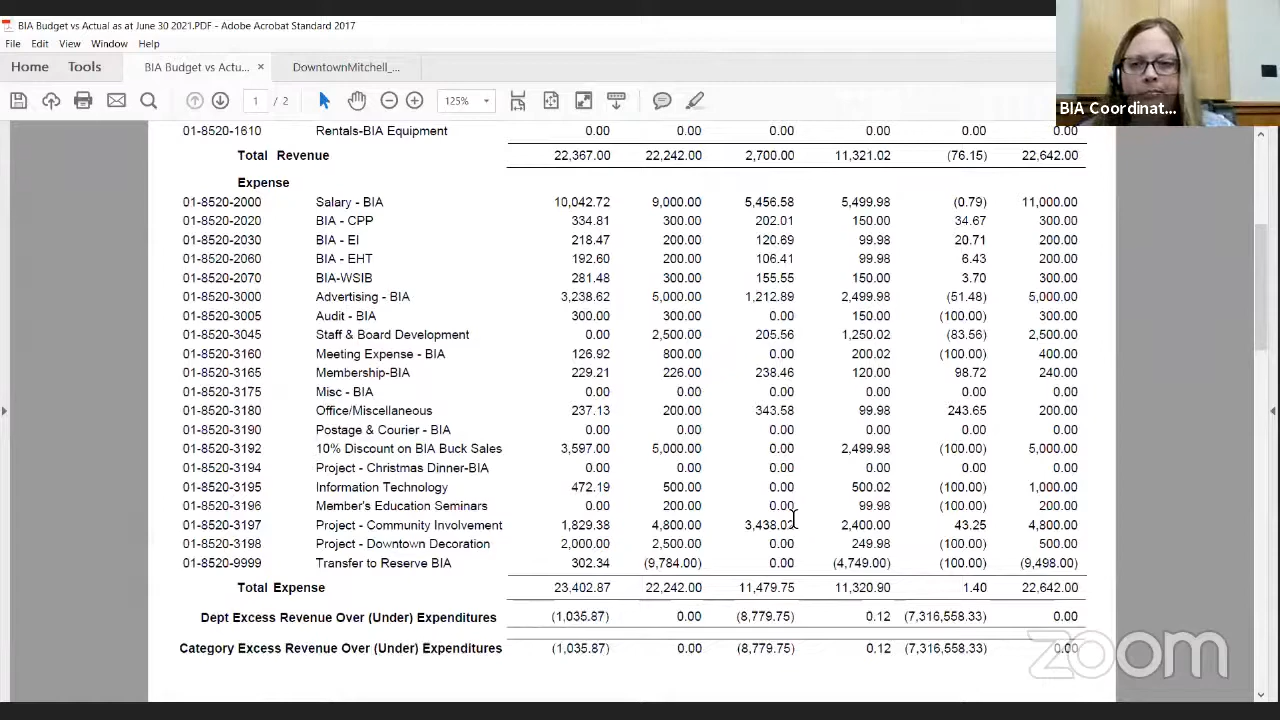 BIA Budget vs Actual as at June 30 2021.PDF - Adobe Acrobat Standard 2017
File Edit View Window Help
Home Tools BIA Budget vs Actu... × DowntownMitchell_...
1 / 2 125%
BIA Coordinat...
01-8520-1610 Rentals-BIA Equipment 0.00 0.00 0.00 0.00 0.00 0.00
Total Revenue 22,367.00 22,242.00 2,700.00 11,321.02 (76.15) 22,642.00
Expense
01-8520-2000 Salary - BIA 10,042.72 9,000.00 5,456.58 5,499.98 (0.79) 11,000.00
01-8520-2020 BIA - CPP 334.81 300.00 202.01 150.00 34.67 300.00
01-8520-2030 BIA - EI 218.47 200.00 120.69 99.98 20.71 200.00
01-8520-2060 BIA - EHT 192.60 200.00 106.41 99.98 6.43 200.00
01-8520-2070 BIA-WSIB 281.48 300.00 155.55 150.00 3.70 300.00
01-8520-3000 Advertising - BIA 3,238.62 5,000.00 1,212.89 2,499.98 (51.48) 5,000.00
01-8520-3005 Audit - BIA 300.00 300.00 0.00 150.00 (100.00) 300.00
01-8520-3045 Staff & Board Development 0.00 2,500.00 205.56 1,250.02 (83.56) 2,500.00
01-8520-3160 Meeting Expense - BIA 126.92 800.00 0.00 200.02 (100.00) 400.00
01-8520-3165 Membership-BIA 229.21 226.00 238.46 120.00 98.72 240.00
01-8520-3175 Misc - BIA 0.00 0.00 0.00 0.00 0.00 0.00
01-8520-3180 Office/Miscellaneous 237.13 200.00 343.58 99.98 243.65 200.00
01-8520-3190 Postage & Courier - BIA 0.00 0.00 0.00 0.00 0.00 0.00
01-8520-3192 10% Discount on BIA Buck Sales 3,597.00 5,000.00 0.00 2,499.98 (100.00) 5,000.00
01-8520-3194 Project - Christmas Dinner-BIA 0.00 0.00 0.00 0.00 0.00 0.00
01-8520-3195 Information Technology 472.19 500.00 0.00 500.02 (100.00) 1,000.00
01-8520-3196 Member's Education Seminars 0.00 200.00 0.00 99.98 (100.00) 200.00
01-8520-3197 Project - Community Involvement 1,829.38 4,800.00 3,438.02 2,400.00 43.25 4,800.00
01-8520-3198 Project - Downtown Decoration 2,000.00 2,500.00 0.00 249.98 (100.00) 500.00
01-8520-9999 Transfer to Reserve BIA 302.34 (9,784.00) 0.00 (4,749.00) (100.00) (9,498.00)
Total Expense 23,402.87 22,242.00 11,479.75 11,320.90 1.40 22,642.00
Dept Excess Revenue Over (Under) Expenditures (1,035.87) 0.00 (8,779.75) 0.12 (7,316,558.33) 0.00
Category Excess Revenue Over (Under) Expenditures (1,035.87) 0.00 (8,779.75) 0.12 (7,316,558.33) 0.00
zoom